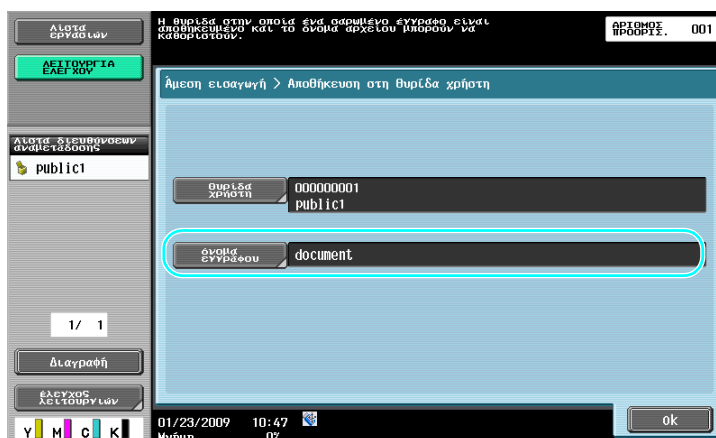 Λίστα
εργασιών
Η θυρίδα στην οποία ένα σαρωμένο έγγραφο είναι
αποθηκευμένο και το όνομα αρχείου μπορούν να
καθοριστούν.
ΑΡΙΘΜΟΣ
ΠΡΟΟΡΙΣ.
001
ΛΕΙΤΟΥΡΓΙΑ
ΕΛΕΓΧΟΥ
Άμεση εισαγωγή > Αποθήκευση στη θυρίδα χρήστη
Λίστα διευθύνσεων
αναμετάδοσης
public1
θυρίδα
χρήστη
000000001
public1
όνομα
εγγράφου
document
1/ 1
Διαγραφή
έλεγχος
λειτουργιών
Y M C K
01/23/2009 10:47
Μνήμη 0%
ok